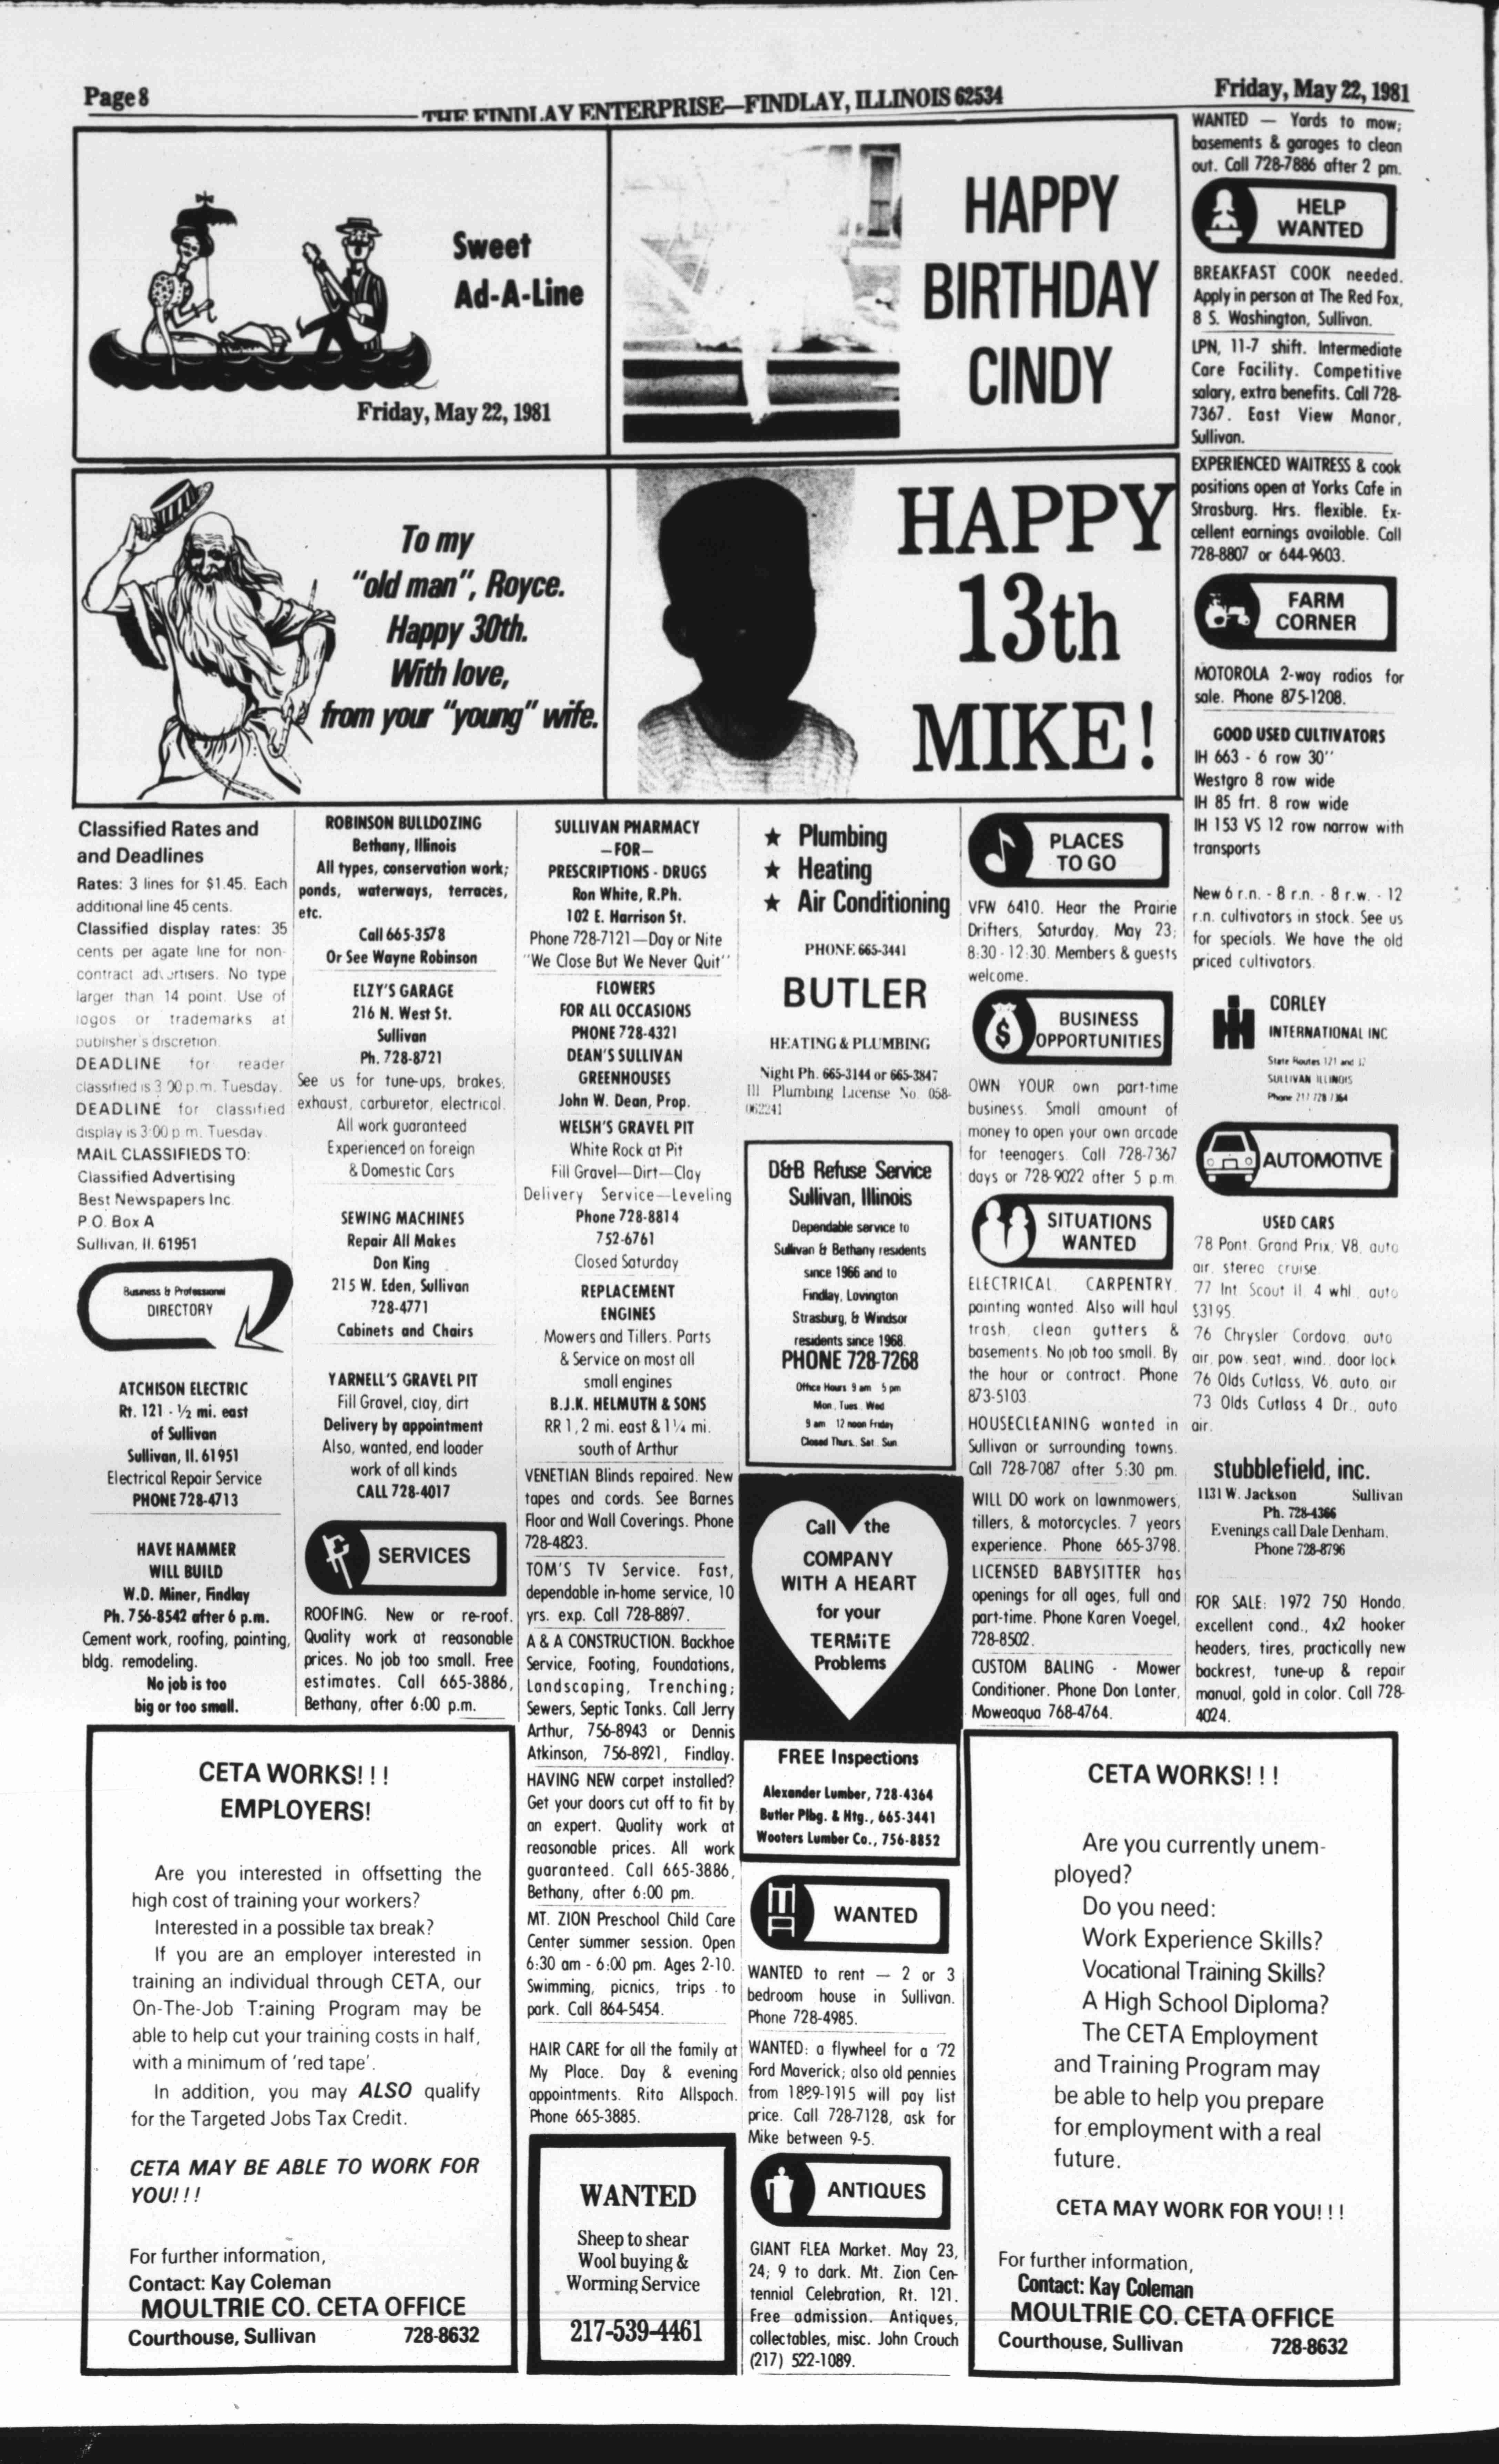 Page 8
THE FINDLAY ENTERPRISE—FINDLAY, ILLINOIS 62534
Friday, May 22, 1981
Sweet
Ad-A-Line
Friday, May 22, 1981
HAPPY
BIRTHDAY
CINDY
To my
"old man", Royce.
Happy 30th.
With love,
from your "young" wife.
HAPPY
13th
MIKE!
Classified Rates and
and Deadlines
Rates: 3 lines for $1.45. Each
additional line 45 cents.
Classified display rates: 35
cents per agate line for non-
contract advertisers. No type
larger than 14 point. Use of
logos or trademarks at
publisher's discretion.
DEADLINE for reader
classified is 3:00 p.m. Tuesday.
DEADLINE for classified
display is 3:00 p.m. Tuesday.
MAIL CLASSIFIEDS TO:
Classified Advertising
Best Newspapers Inc.
P.O. Box A
Sullivan, Il. 61951
Business & Professional
DIRECTORY
ATCHISON ELECTRIC
Rt. 121 - ½ mi. east
of Sullivan
Sullivan, Il. 61951
Electrical Repair Service
PHONE 728-4713
HAVE HAMMER
WILL BUILD
W.D. Miner, Findlay
Ph. 756-8542 after 6 p.m.
Cement work, roofing, painting,
bldg. remodeling.
No job is too
big or too small.
ROBINSON BULLDOZING
Bethany, Illinois
All types, conservation work;
ponds, waterways, terraces,
etc.
Call 665-3578
Or See Wayne Robinson
ELZY'S GARAGE
216 N. West St.
Sullivan
Ph. 728-8721
See us for tune-ups, brakes,
exhaust, carburetor, electrical.
All work guaranteed
Experienced on foreign
& Domestic Cars
SEWING MACHINES
Repair All Makes
Don King
215 W. Eden, Sullivan
728-4771
Cabinets and Chairs
YARNELL'S GRAVEL PIT
Fill Gravel, clay, dirt
Delivery by appointment
Also, wanted, end loader
work of all kinds
CALL 728-4017
SERVICES
ROOFING. New or re-roof.
Quality work at reasonable
prices. No job too small. Free
estimates. Call 665-3886,
Bethany, after 6:00 p.m.
SULLIVAN PHARMACY
—FOR—
PRESCRIPTIONS - DRUGS
Ron White, R.Ph.
102 E. Harrison St.
Phone 728-7121—Day or Nite
"We Close But We Never Quit"
FLOWERS
FOR ALL OCCASIONS
PHONE 728-4321
DEAN'S SULLIVAN
GREENHOUSES
John W. Dean, Prop.
WELSH'S GRAVEL PIT
White Rock at Pit
Fill Gravel—Dirt—Clay
Delivery Service—Leveling
Phone 728-8814
752-6761
Closed Saturday
REPLACEMENT
ENGINES
Mowers and Tillers. Parts
& Service on most all
small engines
B.J.K. HELMUTH & SONS
RR 1, 2 mi. east & 1¼ mi.
south of Arthur
VENETIAN Blinds repaired. New
tapes and cords. See Barnes
Floor and Wall Coverings. Phone
728-4823.
TOM'S TV Service. Fast,
dependable in-home service, 10
yrs. exp. Call 728-8897.
A & A CONSTRUCTION. Backhoe
Service, Footing, Foundations,
Landscaping, Trenching;
Sewers, Septic Tanks. Call Jerry
Arthur, 756-8943 or Dennis
Atkinson, 756-8921, Findlay.
HAVING NEW carpet installed?
Get your doors cut off to fit by
an expert. Quality work at
reasonable prices. All work
guaranteed. Call 665-3886,
Bethany, after 6:00 pm.
MT. ZION Preschool Child Care
Center summer session. Open
6:30 am - 6:00 pm. Ages 2-10.
Swimming, picnics, trips to
park. Call 864-5454.
HAIR CARE for all the family at
My Place. Day & evening
appointments. Rita Allspach.
Phone 665-3885.
WANTED
Sheep to shear
Wool buying &
Worming Service
217-539-4461
★ Plumbing
★ Heating
★ Air Conditioning
PHONE 665-3441
BUTLER
HEATING & PLUMBING
Night Ph. 665-3144 or 665-3847
Ill Plumbing License No. 058-
062241
D&B Refuse Service
Sullivan, Illinois
Dependable service to
Sullivan & Bethany residents
since 1966 and to
Findlay, Lovington
Strasburg, & Windsor
residents since 1968.
PHONE 728-7268
Office Hours 9 am 5 pm
Mon., Tues., Wed
9 am 12 noon Friday
Closed Thurs., Sat., Sun.
Call the
COMPANY
WITH A HEART
for your
TERMITE
Problems
FREE Inspections
Alexander Lumber, 728-4364
Butler Plbg. & Htg., 665-3441
Wooters Lumber Co., 756-8852
WANTED
WANTED to rent — 2 or 3
bedroom house in Sullivan.
Phone 728-4985.
WANTED: a flywheel for a '72
Ford Maverick; also old pennies
from 1889-1915 will pay list
price. Call 728-7128, ask for
Mike between 9-5.
ANTIQUES
GIANT FLEA Market. May 23,
24; 9 to dark. Mt. Zion Cen-
tennial Celebration, Rt. 121.
Free admission. Antiques,
collectables, misc. John Crouch
(217) 522-1089.
PLACES
TO GO
VFW 6410. Hear the Prairie
Drifters, Saturday, May 23;
8:30 - 12:30. Members & guests
welcome.
BUSINESS
OPPORTUNITIES
OWN YOUR own part-time
business. Small amount of
money to open your own arcade
for teenagers. Call 728-7367
days or 728-9022 after 5 p.m.
SITUATIONS
WANTED
ELECTRICAL, CARPENTRY,
painting wanted. Also will haul
trash, clean gutters &
basements. No job too small. By
the hour or contract. Phone
873-5103.
HOUSECLEANING wanted in
Sullivan or surrounding towns.
Call 728-7087 after 5:30 pm.
WILL DO work on lawnmowers,
tillers, & motorcycles. 7 years
experience. Phone 665-3798.
LICENSED BABYSITTER has
openings for all ages, full and
part-time. Phone Karen Voegel,
728-8502.
CUSTOM BALING - Mower
Conditioner. Phone Don Lanter,
Moweaqua 768-4764.
WANTED — Yards to mow;
basements & garages to clean
out. Call 728-7886 after 2 pm.
HELP
WANTED
BREAKFAST COOK needed.
Apply in person at The Red Fox,
8 S. Washington, Sullivan.
LPN, 11-7 shift. Intermediate
Care Facility. Competitive
salary, extra benefits. Call 728-
7367. East View Manor,
Sullivan.
EXPERIENCED WAITRESS & cook
positions open at Yorks Cafe in
Strasburg. Hrs. flexible. Ex-
cellent earnings available. Call
728-8807 or 644-9603.
FARM
CORNER
MOTOROLA 2-way radios for
sale. Phone 875-1208.
GOOD USED CULTIVATORS
IH 663 - 6 row 30''
Westgro 8 row wide
IH 85 frt. 8 row wide
IH 153 VS 12 row narrow with
transports
New 6 r.n. - 8 r.n. - 8 r.w. - 12
r.n. cultivators in stock. See us
for specials. We have the old
priced cultivators.
CORLEY
INTERNATIONAL INC
State Routes 121 and
SULLIVAN ILLINOIS
Phone 217 728 7364
AUTOMOTIVE
USED CARS
78 Pont. Grand Prix, V8, auto
air, stereo cruise.
77 Int. Scout II, 4 whl., auto
$3195.
76 Chrysler Cordova, auto
air, pow. seat, wind., door lock
76 Olds Cutlass, V6, auto, air
73 Olds Cutlass 4 Dr., auto
air.
stubblefield, inc.
1131 W. Jackson Sullivan
Ph. 728-4366
Evenings call Dale Denham,
Phone 728-8796
FOR SALE: 1972 750 Honda,
excellent cond., 4x2 hooker
headers, tires, practically new
backrest, tune-up & repair
manual, gold in color. Call 728-
4024.
CETA WORKS! ! !
EMPLOYERS!
Are you interested in offsetting the
high cost of training your workers?
Interested in a possible tax break?
If you are an employer interested in
training an individual through CETA, our
On-The-Job Training Program may be
able to help cut your training costs in half,
with a minimum of 'red tape'.
In addition, you may ALSO qualify
for the Targeted Jobs Tax Credit.
CETA MAY BE ABLE TO WORK FOR
YOU! ! !
For further information,
Contact: Kay Coleman
MOULTRIE CO. CETA OFFICE
Courthouse, Sullivan 728-8632
CETA WORKS! ! !
Are you currently unem-
ployed?
Do you need:
Work Experience Skills?
Vocational Training Skills?
A High School Diploma?
The CETA Employment
and Training Program may
be able to help you prepare
for employment with a real
future.
CETA MAY WORK FOR YOU! ! !
For further information,
Contact: Kay Coleman
MOULTRIE CO. CETA OFFICE
Courthouse, Sullivan 728-8632